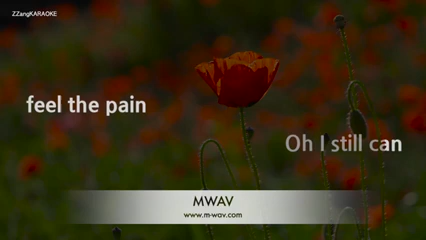 ZZangKARAOKE
feel the pain
Oh I still can
MWAV
www.m-wav.com